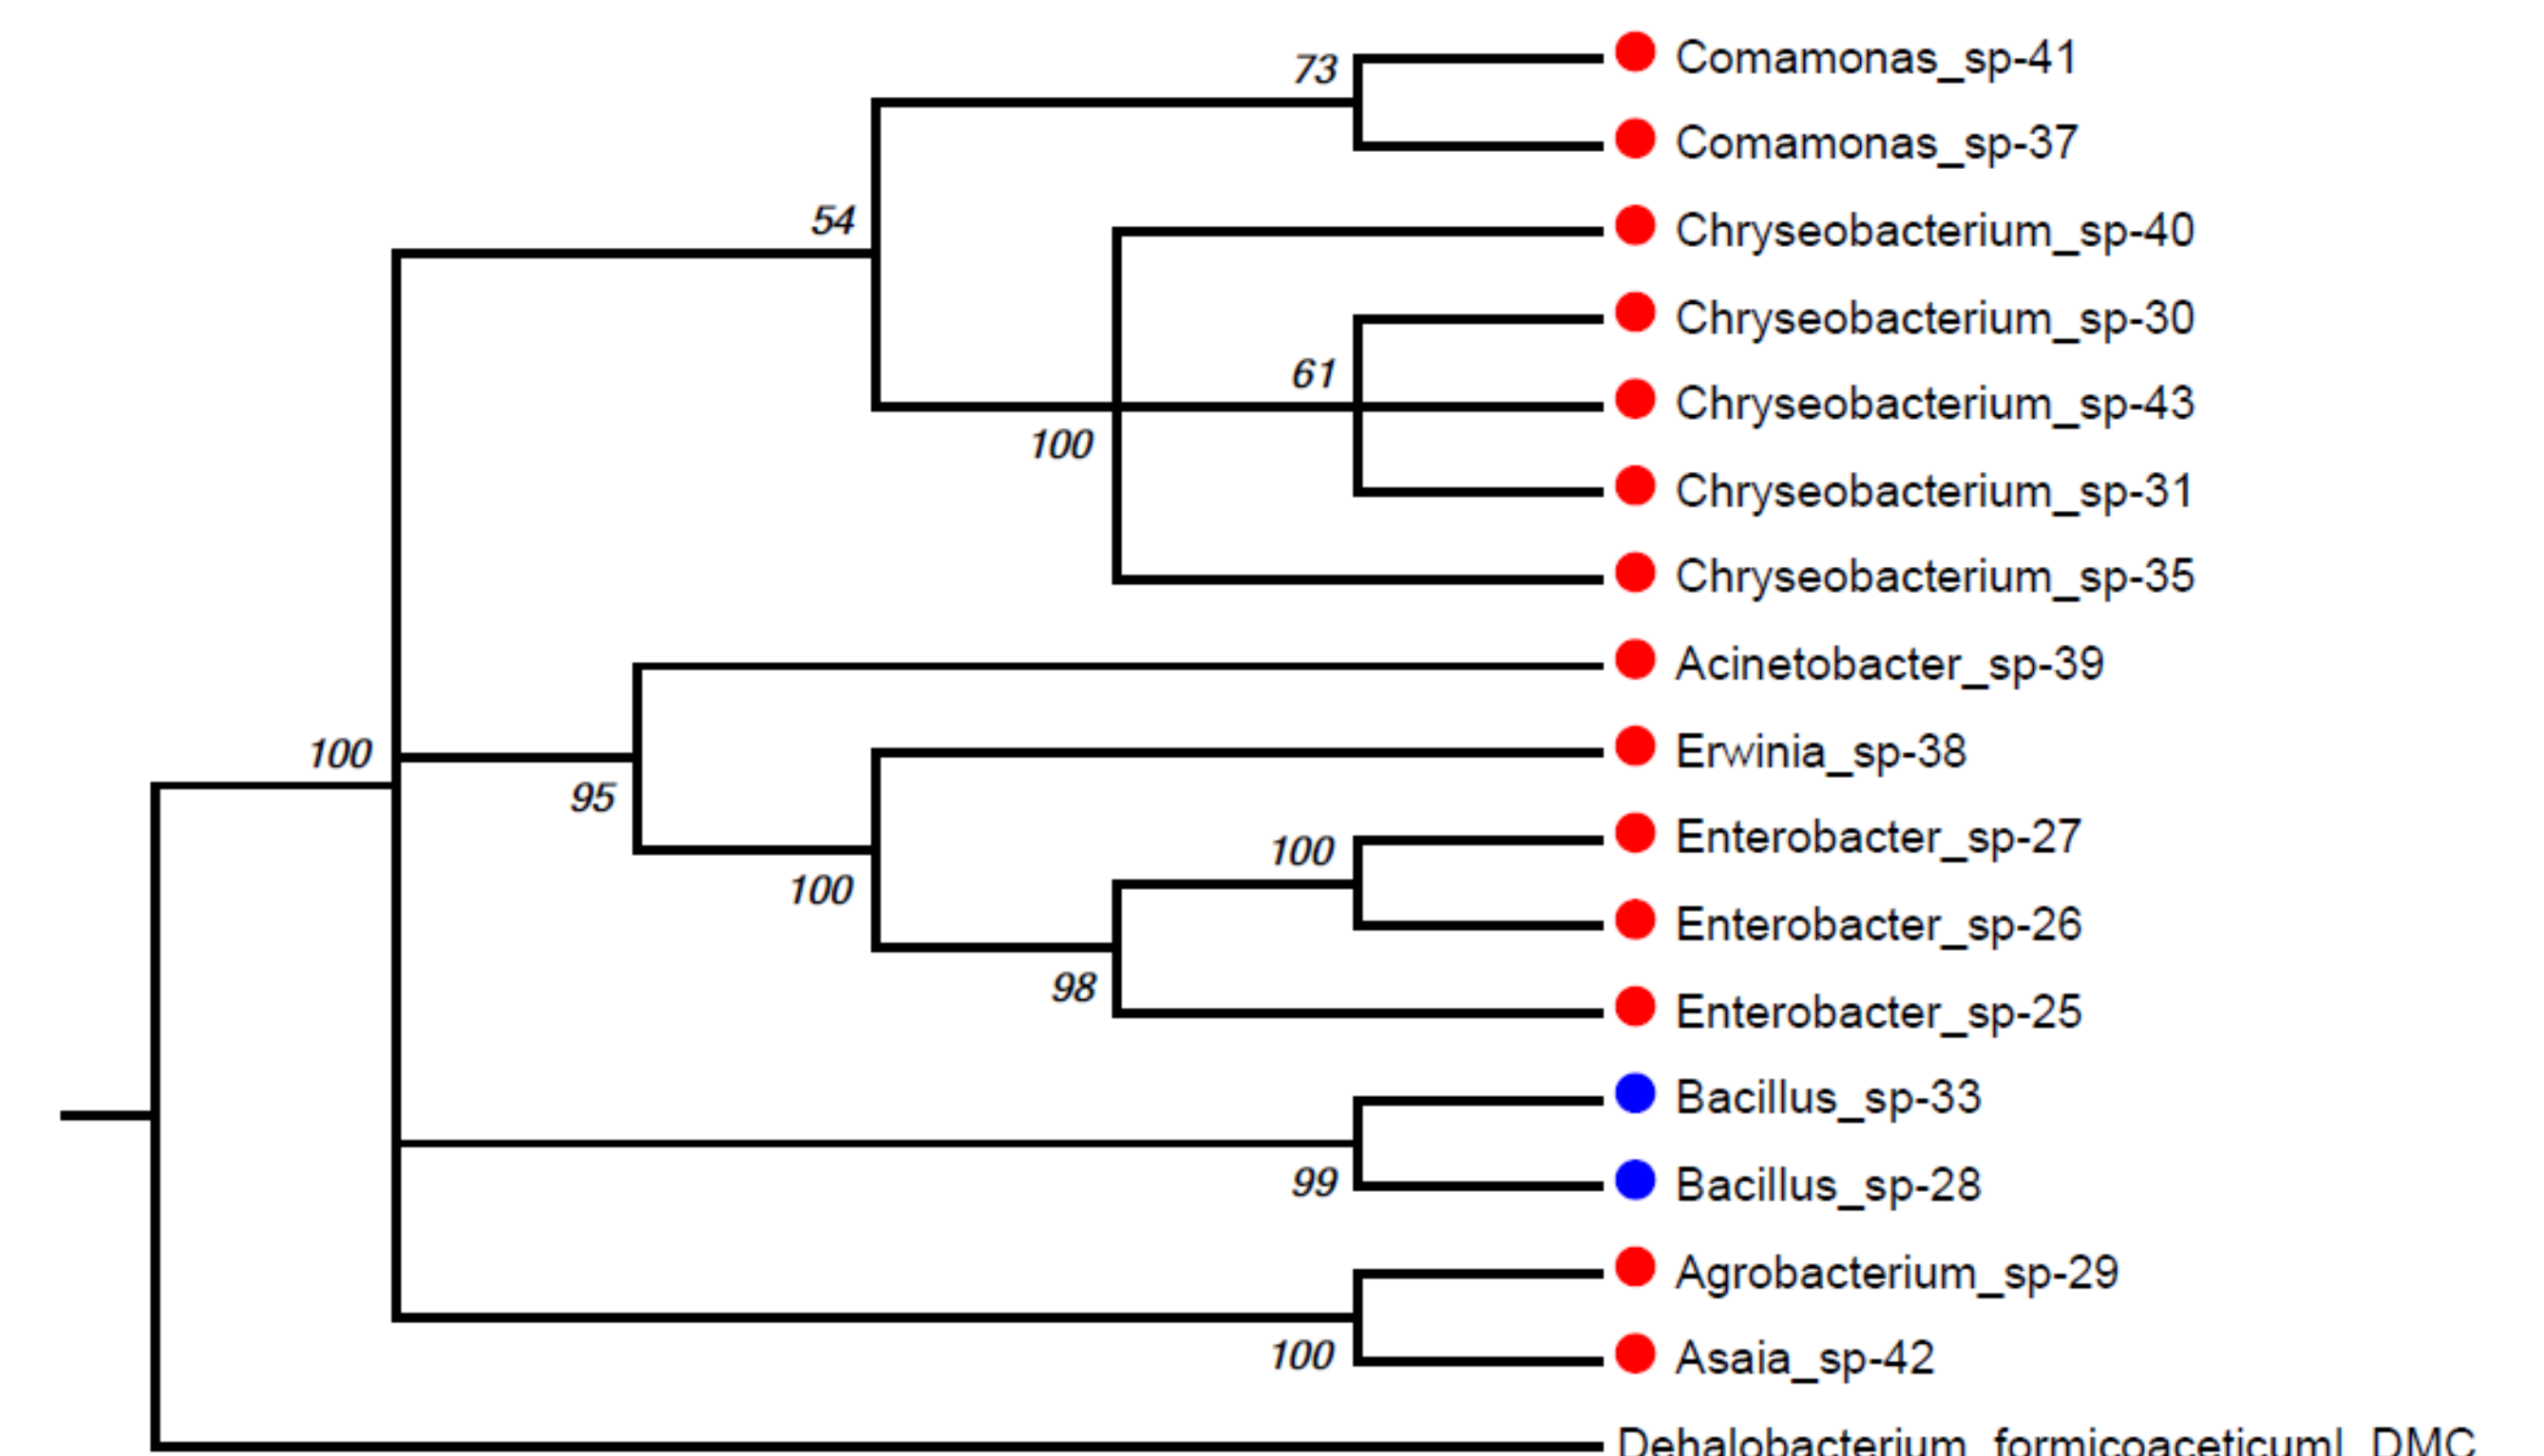 73
Comamonas_sp-41
Comamonas_sp-37
54
Chryseobacterium_sp-40
Chryseobacterium_sp-30
61
Chryseobacterium_sp-43
100
Chryseobacterium_sp-31
Chryseobacterium_sp-35
Acinetobacter_sp-39
100
Erwinia_sp-38
95
100
Enterobacter_sp-27
100
Enterobacter_sp-26
98
Enterobacter_sp-25
Bacillus_sp-33
99
Bacillus_sp-28
Agrobacterium_sp-29
100
Asaia_sp-42
Dehalobacterium_formicoaceticuml_DMC